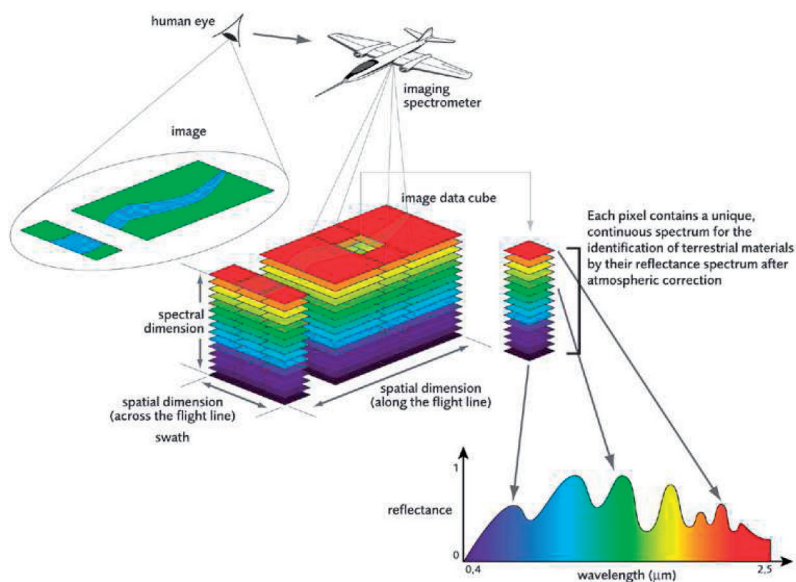 human eye
imaging
spectrometer
image
image data cube
Each pixel contains a unique,
continuous spectrum for the
identification of terrestrial materials
by their reflectance spectrum after
atmospheric correction
spectral
dimension
spatial dimension
(across the flight line)
swath
spatial dimension
(along the flight line)
1
reflectance
0
0,4
wavelength (μm)
2,5